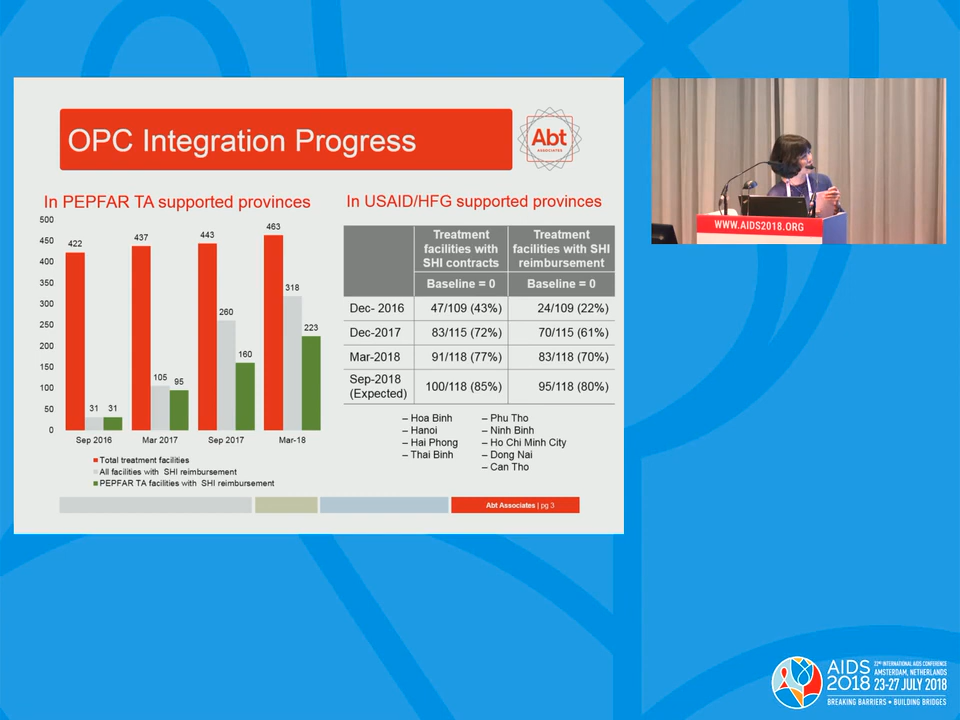 OPC Integration Progress
Abt
ASSOCIATES
In PEPFAR TA supported provinces
500
450
400
350
300
250
200
150
100
50
0
422
31
31
437
105
95
443
260
160
463
318
223
Sep 2016
Mar 2017
Sep 2017
Mar-18
Total treatment facilities
All facilities with SHI reimbursement
PEPFAR TA facilities with SHI reimbursement
In USAID/HFG supported provinces
Treatment facilities with SHI contracts
Treatment facilities with SHI reimbursement
Baseline = 0
Baseline = 0
Dec- 2016 47/109 (43%) 24/109 (22%)
Dec-2017 83/115 (72%) 70/115 (61%)
Mar-2018 91/118 (77%) 83/118 (70%)
Sep-2018 (Expected) 100/118 (85%) 95/118 (80%)
– Hoa Binh
– Hanoi
– Hai Phong
– Thai Binh
– Phu Tho
– Ninh Binh
– Ho Chi Minh City
– Dong Nai
– Can Tho
Abt Associates | pg 3
WWW.AIDS2018.ORG
AIDS 2018
22ND INTERNATIONAL AIDS CONFERENCE
AMSTERDAM, NETHERLANDS
23-27 JULY 2018
BREAKING BARRIERS • BUILDING BRIDGES